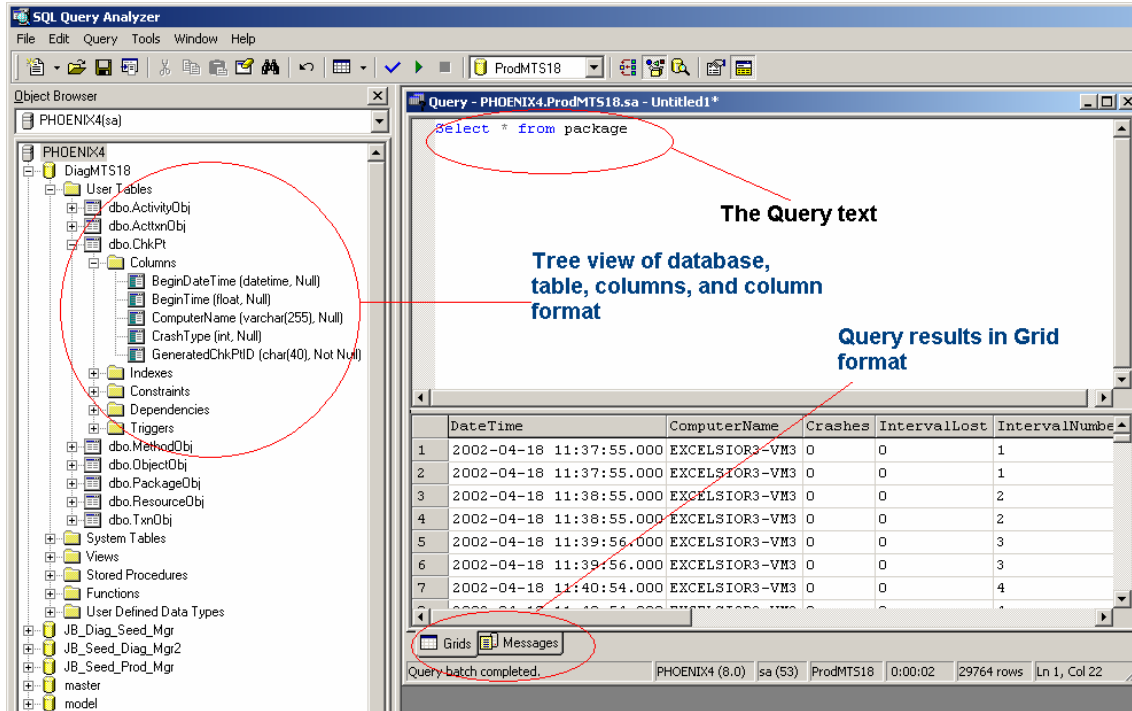 SQL Query Analyzer
File Edit Query Tools Window Help
ProdMTS18
Object Browser
PHOENIX4(sa)
PHOENIX4
DiagMTS18
User Tables
dbo.ActivityObj
dbo.ActtxnObj
dbo.ChkPt
Columns
BeginDateTime (datetime, Null)
BeginTime (float, Null)
ComputerName (varchar(255), Null)
CrashType (int, Null)
GeneratedChkPtID (char(40), Not Null)
Indexes
Constraints
Dependencies
Triggers
dbo.MethodObj
dbo.ObjectObj
dbo.PackageObj
dbo.ResourceObj
dbo.TxnObj
System Tables
Views
Stored Procedures
Functions
User Defined Data Types
JB_Diag_Seed_Mgr
JB_Seed_Diag_Mgr2
JB_Seed_Prod_Mgr
master
model
Query - PHOENIX4.ProdMTS18.sa - Untitled1*
Select * from package
The Query text
Tree view of database,
table, columns, and column
format
Query results in Grid
format
DateTime ComputerName Crashes IntervalLost IntervalNumbe
1 2002-04-18 11:37:55.000 EXCELSIOR3-VM3 0 0 1
2 2002-04-18 11:37:55.000 EXCELSIOR3-VM3 0 0 1
3 2002-04-18 11:38:55.000 EXCELSIOR3-VM3 0 0 2
4 2002-04-18 11:38:55.000 EXCELSIOR3-VM3 0 0 2
5 2002-04-18 11:39:56.000 EXCELSIOR3-VM3 0 0 3
6 2002-04-18 11:39:56.000 EXCELSIOR3-VM3 0 0 3
7 2002-04-18 11:40:54.000 EXCELSIOR3-VM3 0 0 4
Grids Messages
Query batch completed. PHOENIX4 (8.0) sa (53) ProdMTS18 0:00:02 29764 rows Ln 1, Col 22